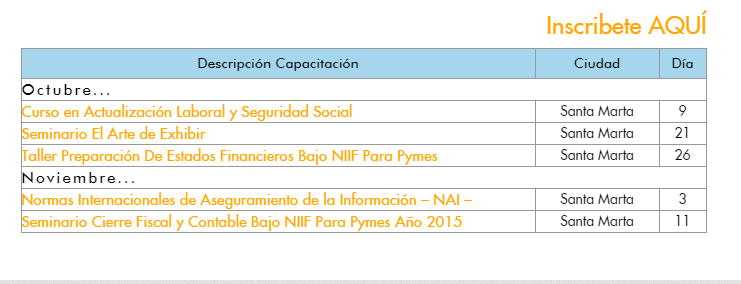 Inscribete AQUÍ
Descripción Capacitación Ciudad Día
Octubre...
Curso en Actualización Laboral y Seguridad Social Santa Marta 9
Seminario El Arte de Exhibir Santa Marta 21
Taller Preparación De Estados Financieros Bajo NIIF Para Pymes Santa Marta 26
Noviembre...
Normas Internacionales de Aseguramiento de la Información – NAI – Santa Marta 3
Seminario Cierre Fiscal y Contable Bajo NIIF Para Pymes Año 2015 Santa Marta 11